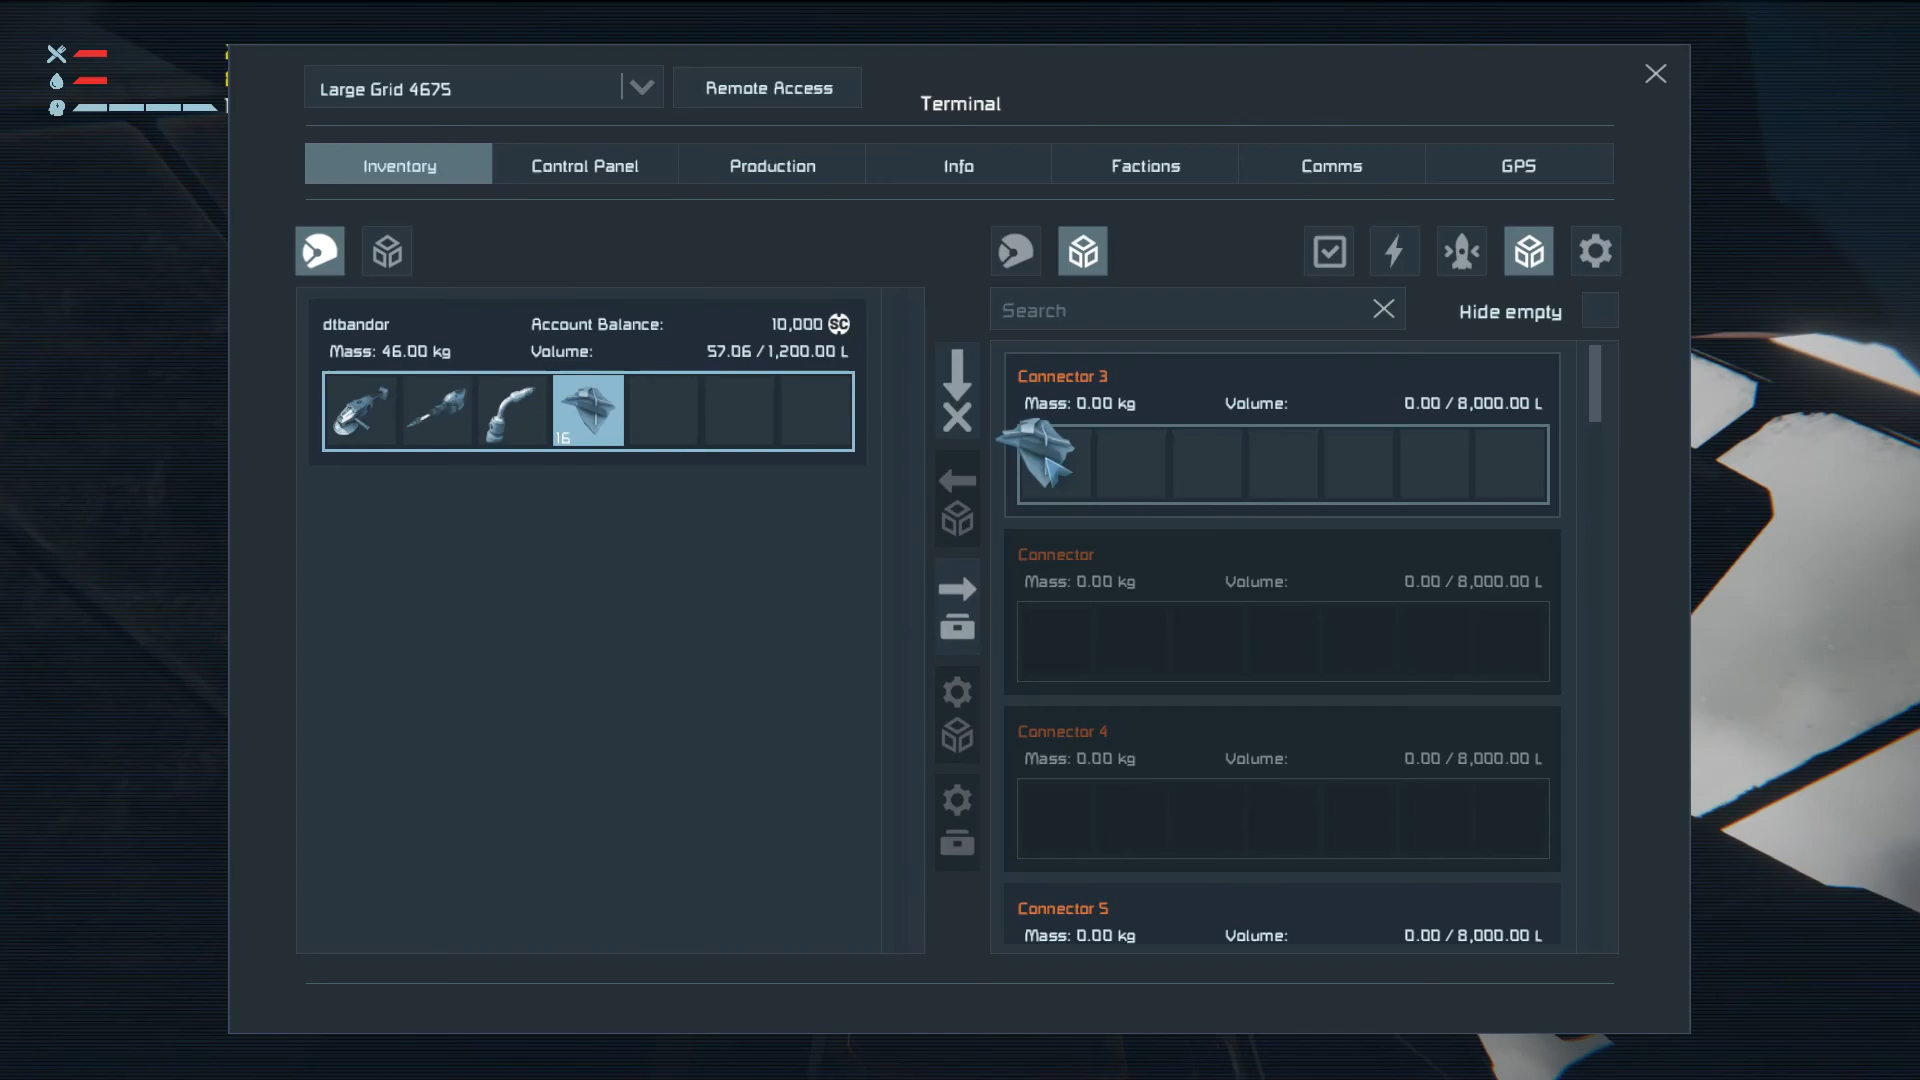 Large Grid 4675
Remote Access
Terminal
Inventory
Control Panel
Production
Info
Factions
Comms
GPS
dtbandor
Account Balance:
10,000 SC
Mass: 46.00 kg
Volume:
57.06 / 1,200.00 L
16
Search
Hide empty
Connector 3
Mass: 0.00 kg
Volume:
0.00 / 8,000.00 L
Connector
Mass: 0.00 kg
Volume:
0.00 / 8,000.00 L
Connector 4
Mass: 0.00 kg
Volume:
0.00 / 8,000.00 L
Connector 5
Mass: 0.00 kg
Volume:
0.00 / 8,000.00 L